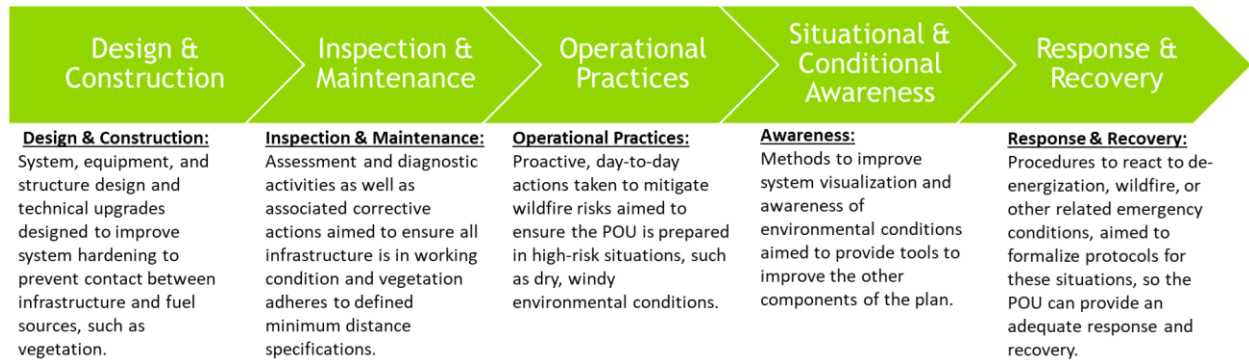 Design &
Construction
Inspection &
Maintenance
Operational
Practices
Situational &
Conditional
Awareness
Response &
Recovery
Design & Construction:
System, equipment, and
structure design and
technical upgrades
designed to improve
system hardening to
prevent contact between
infrastructure and fuel
sources, such as
vegetation.
Inspection & Maintenance:
Assessment and diagnostic
activities as well as
associated corrective
actions aimed to ensure all
infrastructure is in working
condition and vegetation
adheres to defined
minimum distance
specifications.
Operational Practices:
Proactive, day-to-day
actions taken to mitigate
wildfire risks aimed to
ensure the POU is prepared
in high-risk situations, such
as dry, windy
environmental conditions.
Awareness:
Methods to improve
system visualization and
awareness of
environmental conditions
aimed to provide tools to
improve the other
components of the plan.
Response & Recovery:
Procedures to react to de-
energization, wildfire, or
other related emergency
conditions, aimed to
formalize protocols for
these situations, so the
POU can provide an
adequate response and
recovery.